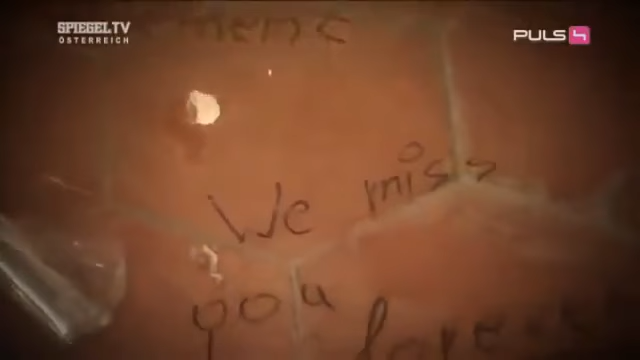 SPIEGEL TV
ÖSTERREICH
PULS 4
We miss
you